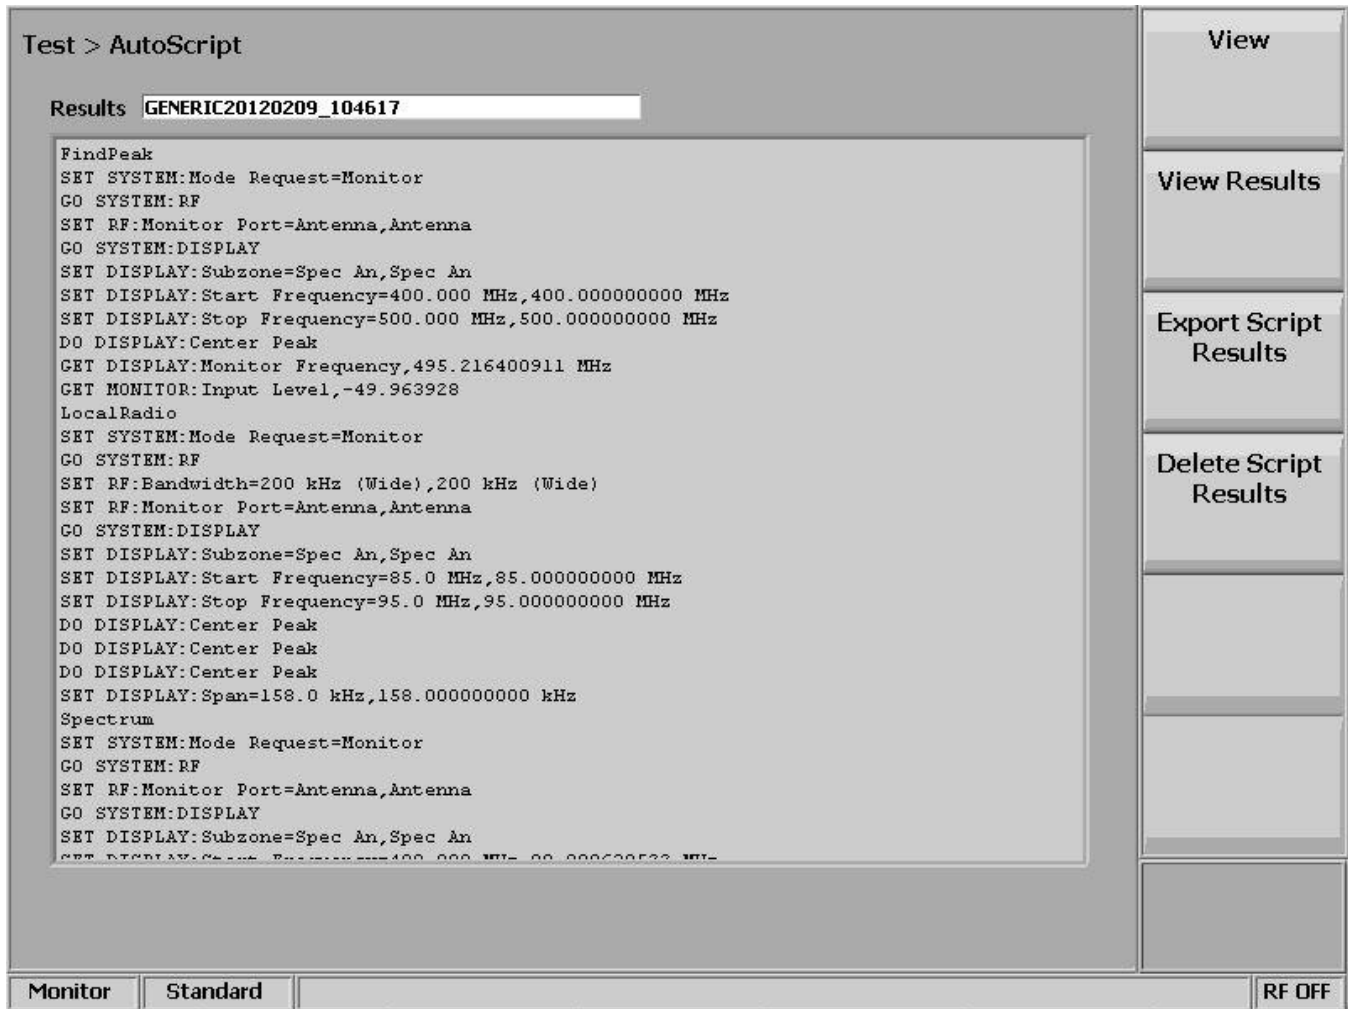 Test > AutoScript
Results GENERIC20120209_104617
FindPeak
SET SYSTEM:Mode Request=Monitor
GO SYSTEM:RF
SET RF:Monitor Port=Antenna,Antenna
GO SYSTEM:DISPLAY
SET DISPLAY:Subzone=Spec An,Spec An
SET DISPLAY:Start Frequency=400.000 MHz,400.000000000 MHz
SET DISPLAY:Stop Frequency=500.000 MHz,500.000000000 MHz
DO DISPLAY:Center Peak
GET DISPLAY:Monitor Frequency,495.216400911 MHz
GET MONITOR:Input Level,-49.963928
LocalRadio
SET SYSTEM:Mode Request=Monitor
GO SYSTEM:RF
SET RF:Bandwidth=200 kHz (Wide),200 kHz (Wide)
SET RF:Monitor Port=Antenna,Antenna
GO SYSTEM:DISPLAY
SET DISPLAY:Subzone=Spec An,Spec An
SET DISPLAY:Start Frequency=85.0 MHz,85.000000000 MHz
SET DISPLAY:Stop Frequency=95.0 MHz,95.000000000 MHz
DO DISPLAY:Center Peak
DO DISPLAY:Center Peak
DO DISPLAY:Center Peak
SET DISPLAY:Span=158.0 kHz,158.000000000 kHz
Spectrum
SET SYSTEM:Mode Request=Monitor
GO SYSTEM:RF
SET RF:Monitor Port=Antenna,Antenna
GO SYSTEM:DISPLAY
SET DISPLAY:Subzone=Spec An,Spec An
SET DISPLAY:Start
View
View Results
Export Script
Results
Delete Script
Results
Monitor
Standard
RF OFF